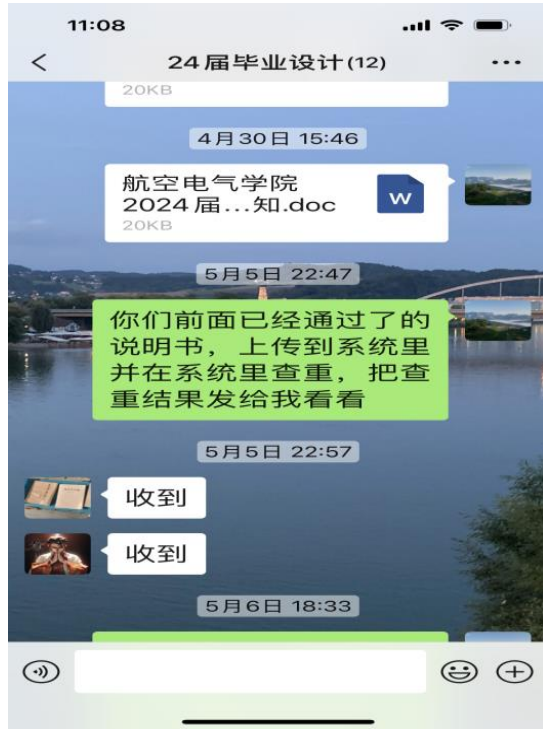 11:08
24届毕业设计(12)
20KB
4月30日 15:46
航空电气学院
2024届...知.doc
W
20KB
5月5日 22:47
你们前面已经通过了的
说明书，上传到系统里
并在系统里查重，把查
重结果发给我看看
5月5日 22:57
收到
收到
5月6日 18:33